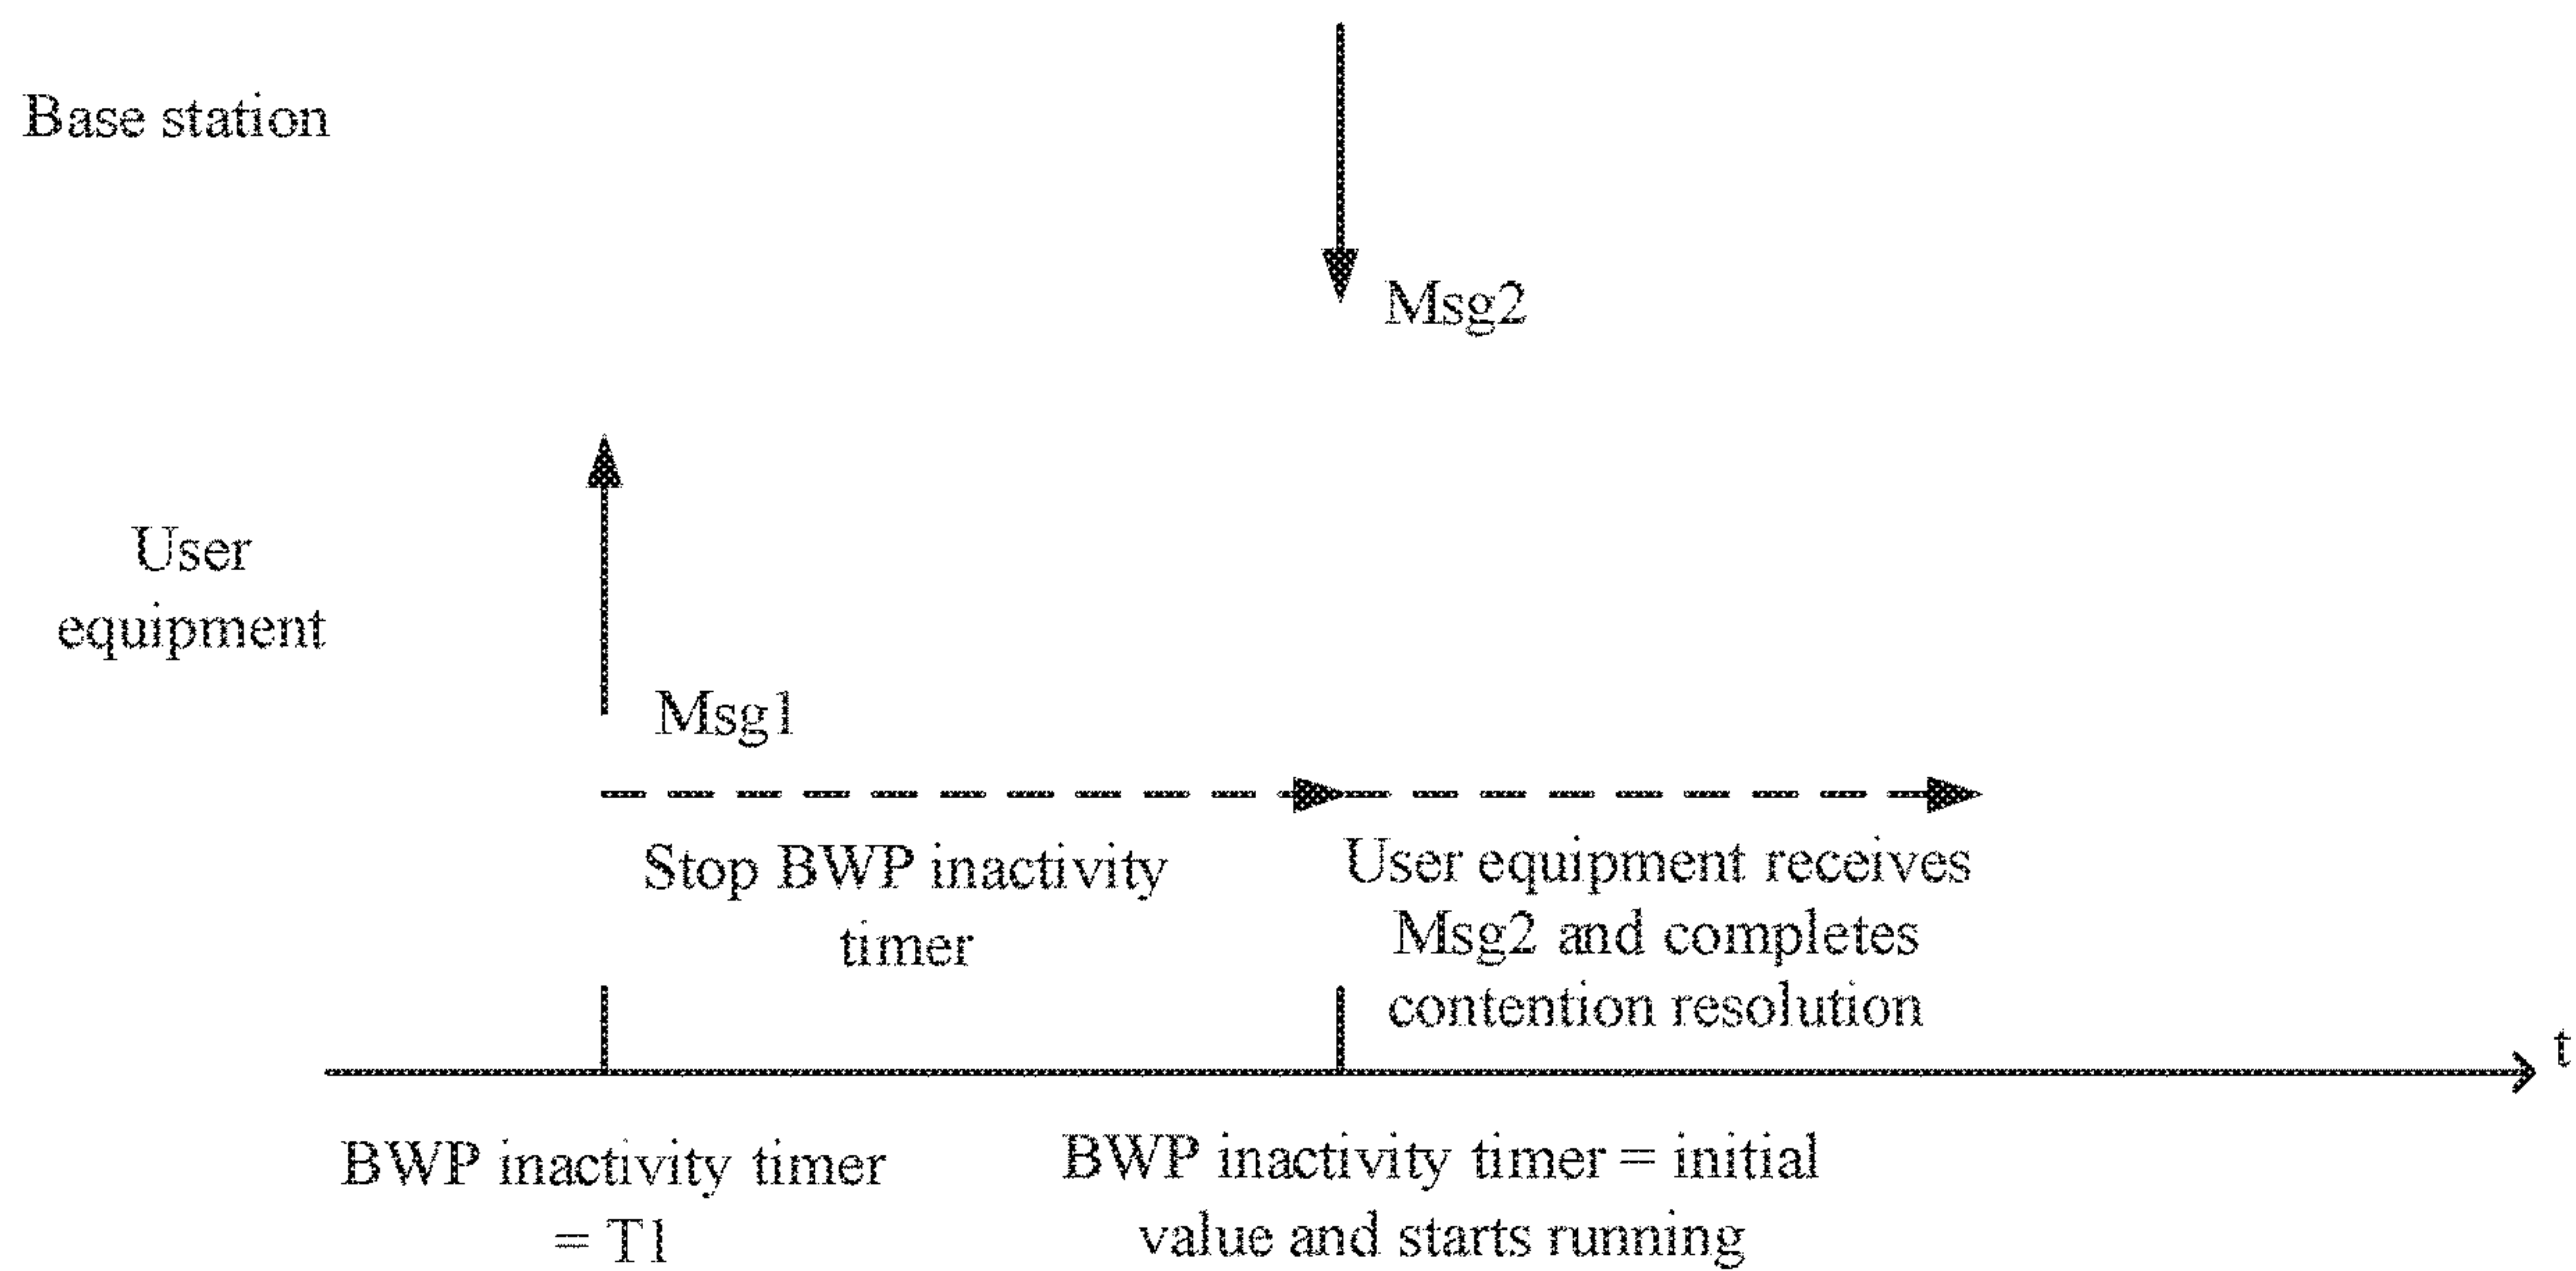 Base station
Msg2
User
equipment
Msg1
Stop BWP inactivity
timer
User equipment receives
Msg2 and completes
contention resolution
t
BWP inactivity timer
= T1
BWP inactivity timer = initial
value and starts running